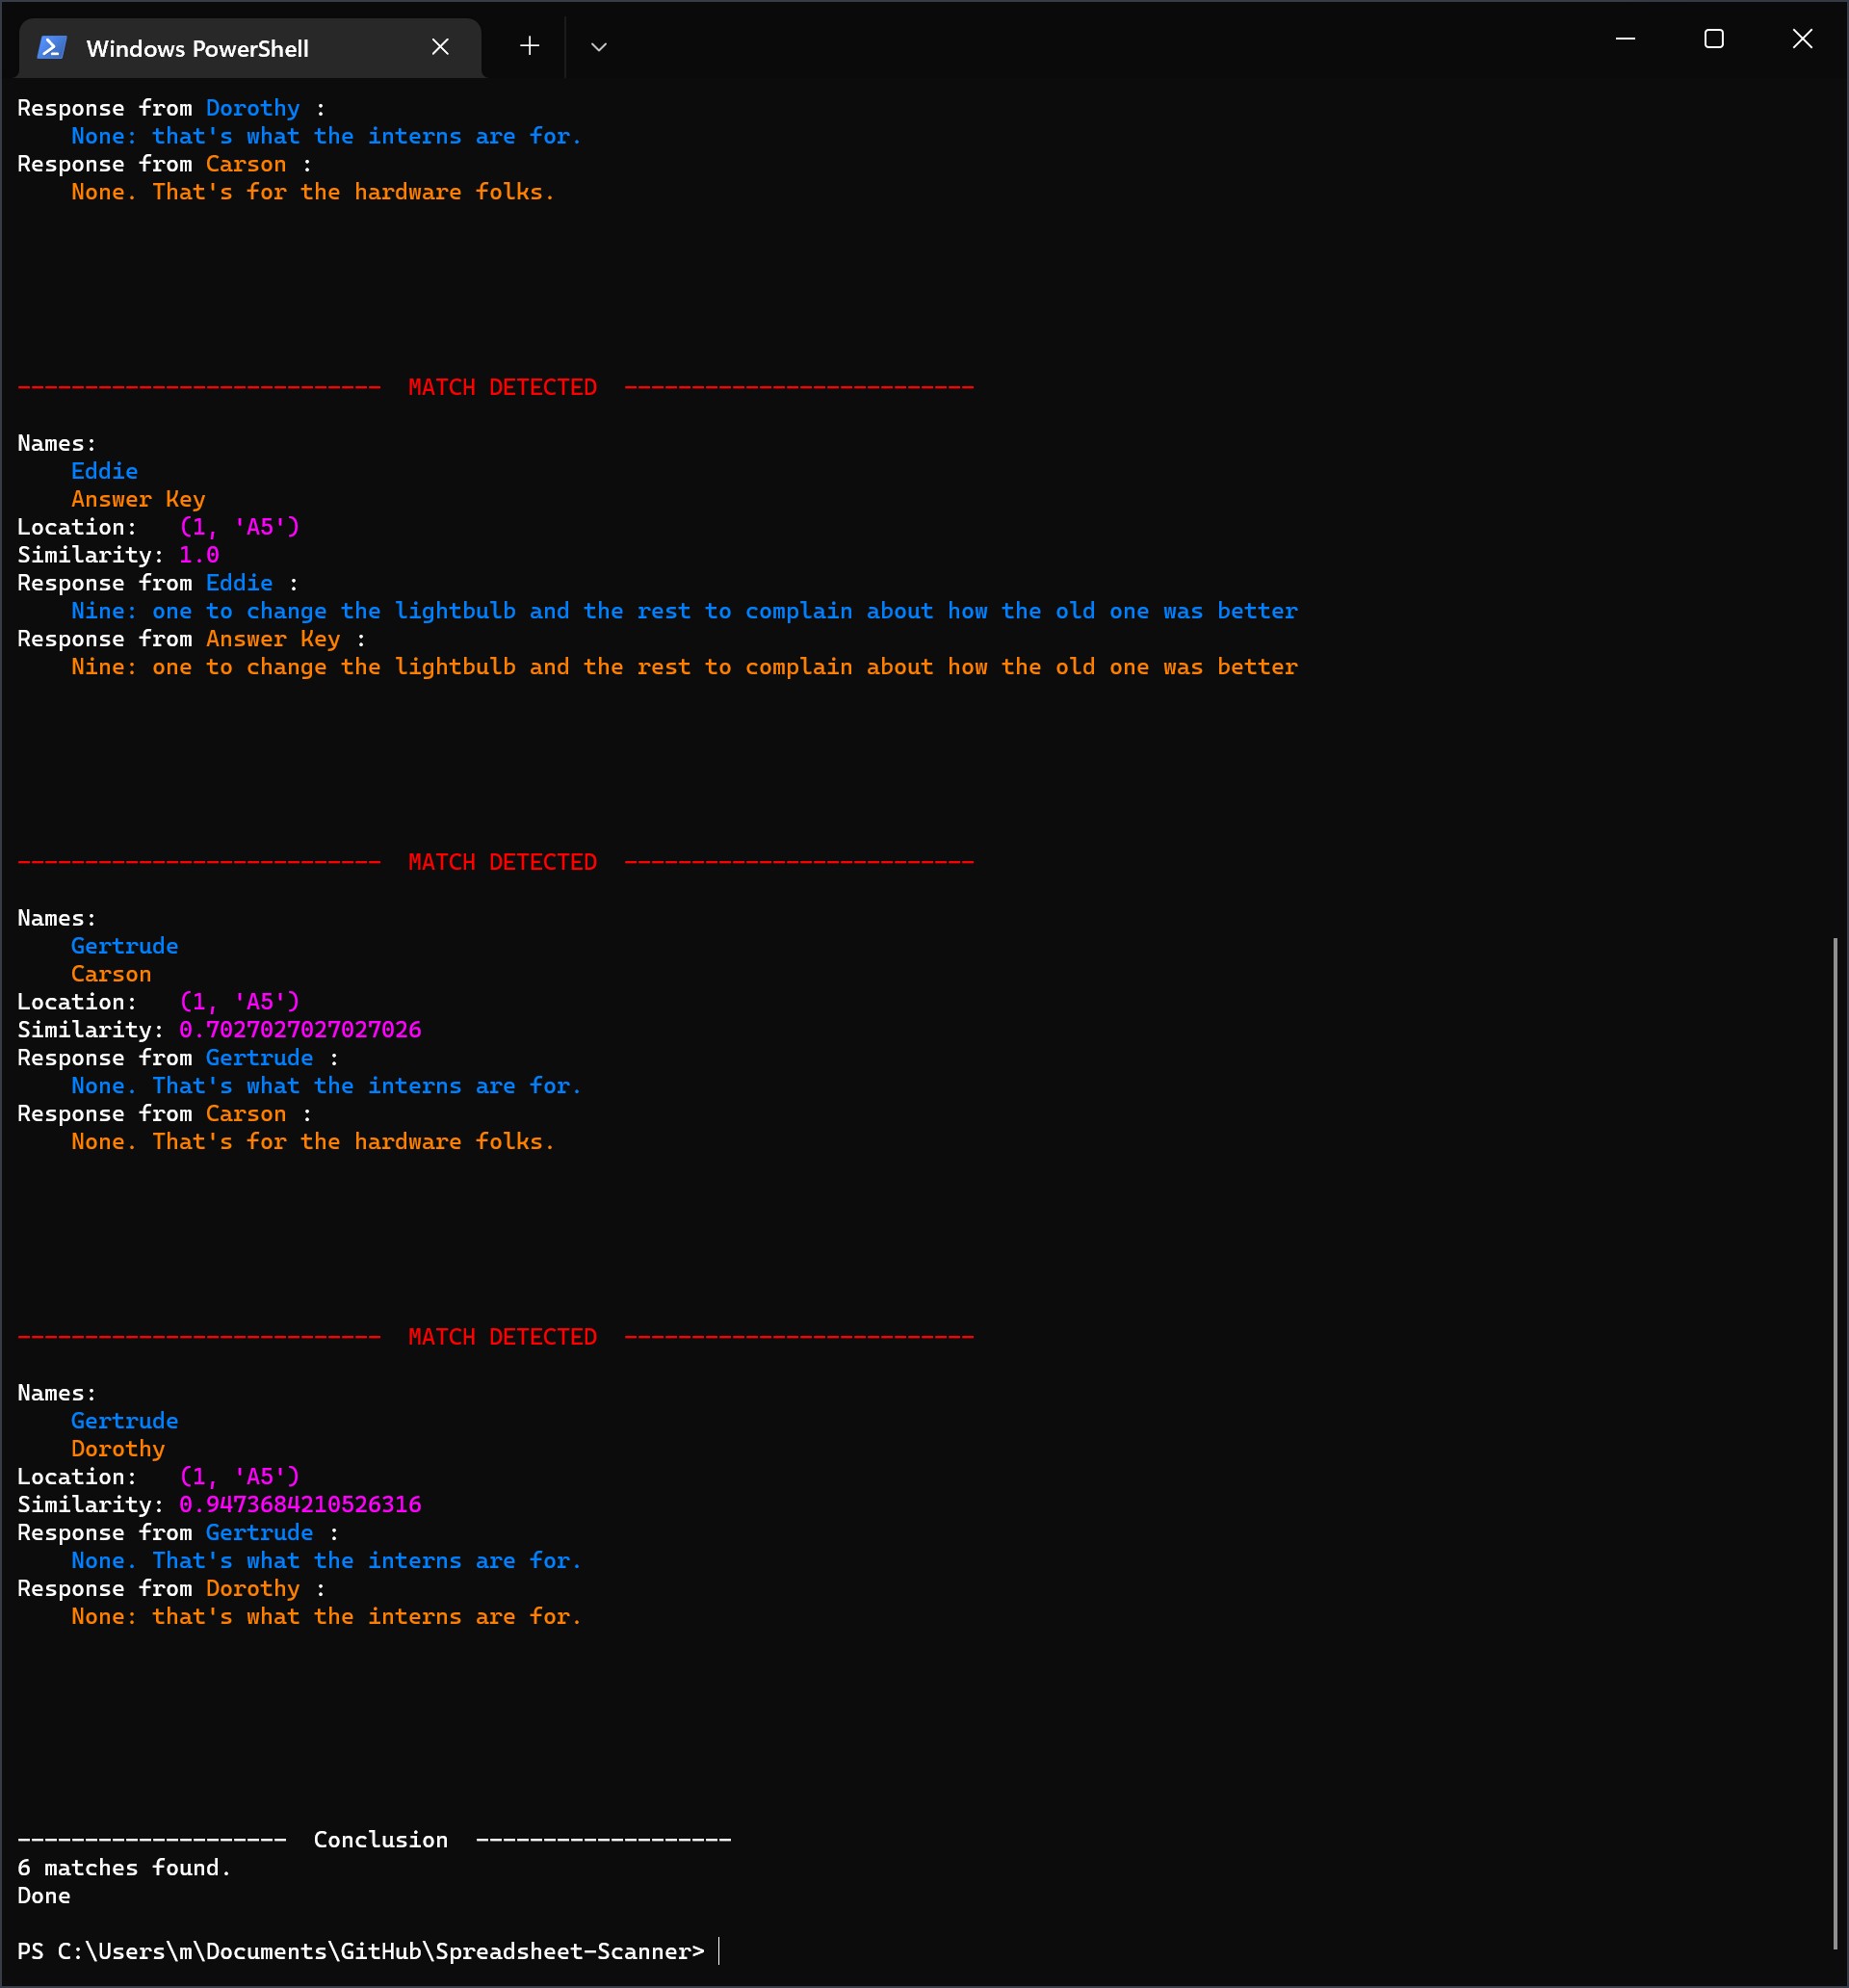 Windows PowerShell
Response from Dorothy :
    None: that's what the interns are for.
Response from Carson :
    None. That's for the hardware folks.
---------------------------  MATCH DETECTED  --------------------------
Names:
    Eddie
    Answer Key
Location:   (1, 'A5')
Similarity: 1.0
Response from Eddie :
    Nine: one to change the lightbulb and the rest to complain about how the old one was better
Response from Answer Key :
    Nine: one to change the lightbulb and the rest to complain about how the old one was better
---------------------------  MATCH DETECTED  --------------------------
Names:
    Gertrude
    Carson
Location:   (1, 'A5')
Similarity: 0.7027027027027026
Response from Gertrude :
    None. That's what the interns are for.
Response from Carson :
    None. That's for the hardware folks.
---------------------------  MATCH DETECTED  --------------------------
Names:
    Gertrude
    Dorothy
Location:   (1, 'A5')
Similarity: 0.9473684210526316
Response from Gertrude :
    None. That's what the interns are for.
Response from Dorothy :
    None: that's what the interns are for.
--------------------  Conclusion  -------------------
6 matches found.
Done
PS C:\Users\m\Documents\GitHub\Spreadsheet-Scanner>